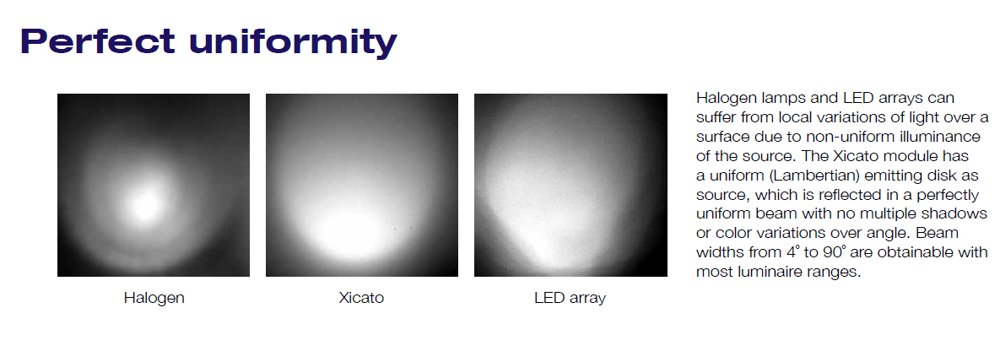 Perfect uniformity
Halogen
Xicato
LED array
Halogen lamps and LED arrays can
suffer from local variations of light over a
surface due to non-uniform illuminance
of the source. The Xicato module has
a uniform (Lambertian) emitting disk as
source, which is reflected in a perfectly
uniform beam with no multiple shadows
or color variations over angle. Beam
widths from 4° to 90° are obtainable with
most luminaire ranges.